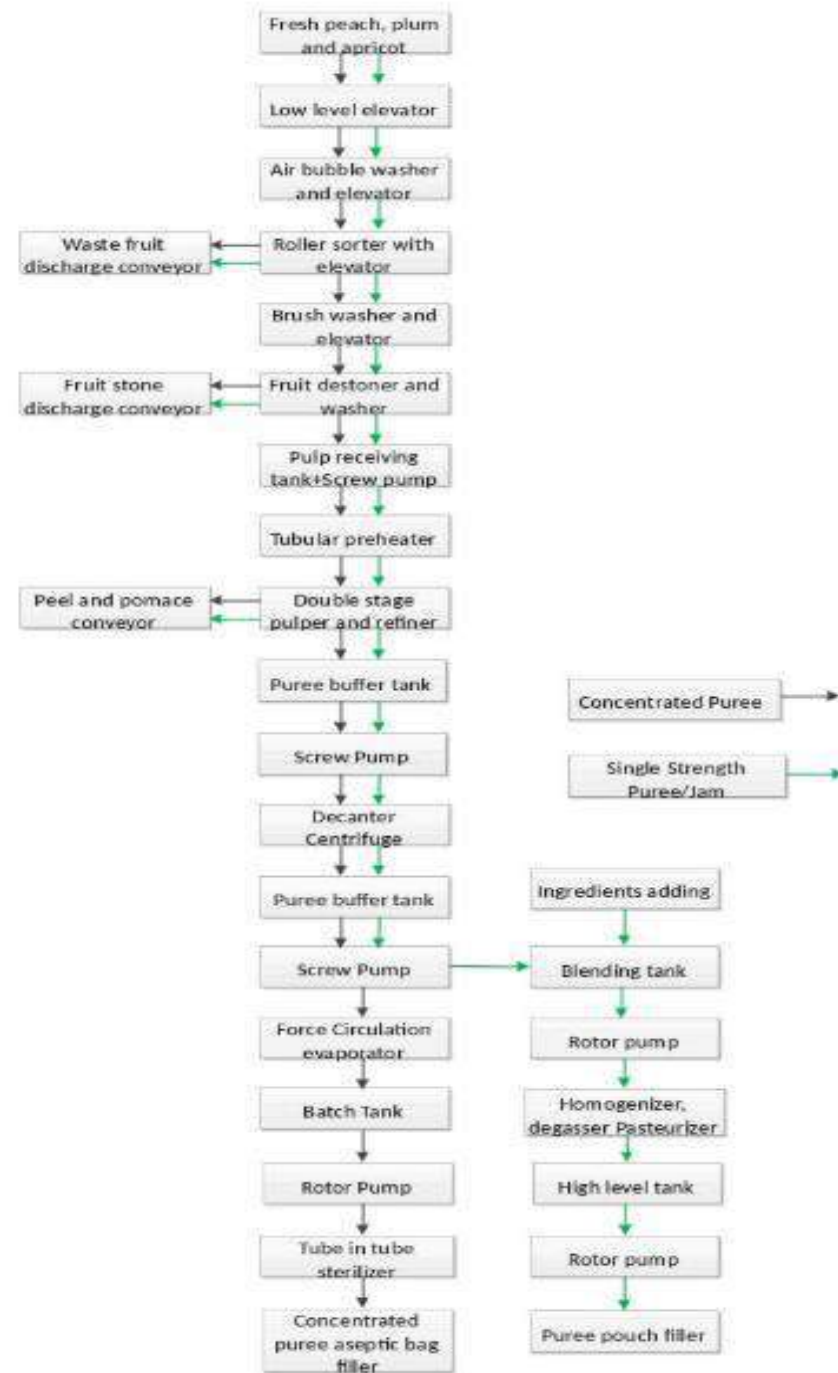 Fresh peach, plum
and apricot
Low level elevator
Air bubble washer
and elevator
Waste fruit
discharge conveyor
Roller sorter with
elevator
Brush washer and
elevator
Fruit stone
discharge conveyor
Fruit destoner and
washer
Pulp receiving
tank+Screw pump
Tubular preheater
Peel and pomace
conveyor
Double stage
pulper and refiner
Puree buffer tank
Concentrated Puree
Screw Pump
Single Strength
Puree/Jam
Decanter
Centrifuge
Puree buffer tank
Ingredients adding
Screw Pump
Blending tank
Force Circulation
evaporator
Rotor pump
Batch Tank
Homogenizer,
degasser Pasteurizer
Rotor Pump
High level tank
Tube in tube
sterilizer
Rotor pump
Concentrated
puree aseptic bag
filler
Puree pouch filler